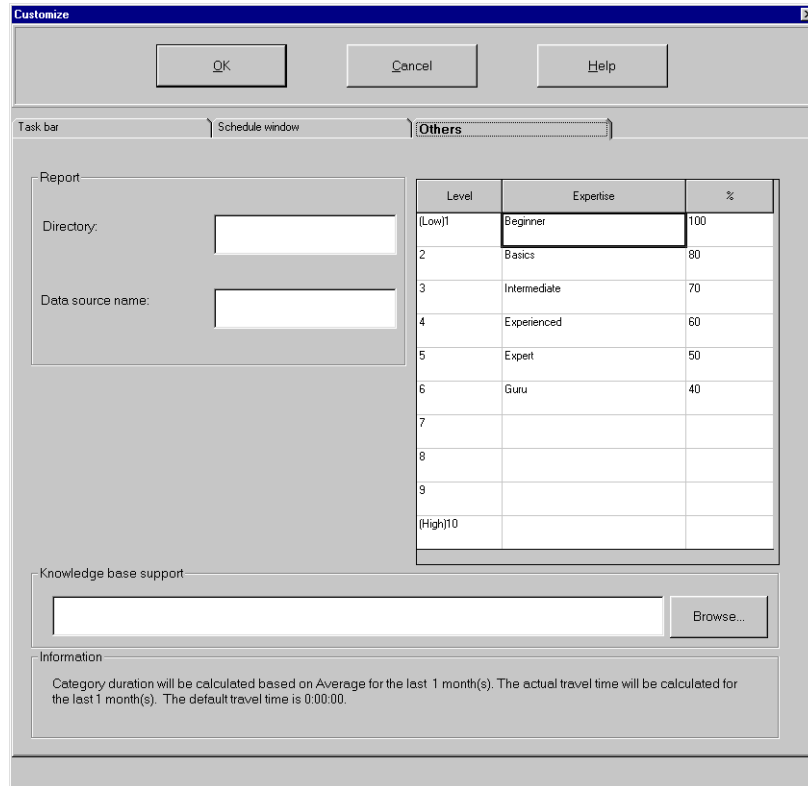 Customize
OK Cancel Help
Task bar Schedule window Others
Report
Directory:
Data source name:
Level Expertise %
(Low)1 Beginner 100
2 Basics 80
3 Intermediate 70
4 Experienced 60
5 Expert 50
6 Guru 40
7
8
9
(High)10
Knowledge base support
Browse...
Information
Category duration will be calculated based on Average for the last 1 month(s). The actual travel time will be calculated for
the last 1 month(s). The default travel time is 0:00:00.